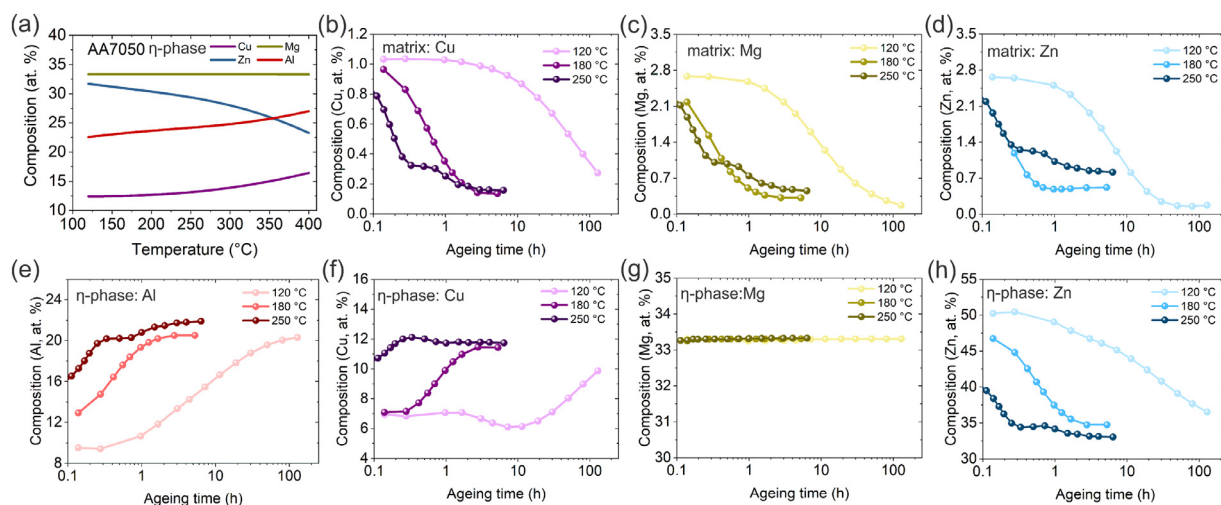 (a)
AA7050 η-phase
Cu
Mg
Zn
Al
Composition (at. %)
40
35
30
25
20
15
10
100 150 200 250 300 350 400
Temperature (°C)
(b)
matrix: Cu
120 °C
180 °C
250 °C
Composition (Cu, at. %)
1.2
1.0
0.8
0.6
0.4
0.2
0.0
0.1 1 10 100
Ageing time (h)
(c)
matrix: Mg
120 °C
180 °C
250 °C
Composition (Mg, at. %)
3.5
2.8
2.1
1.4
0.7
0.0
0.1 1 10 100
Ageing time (h)
(d)
matrix: Zn
120 °C
180 °C
250 °C
Composition (Zn, at. %)
3.5
2.8
2.1
1.4
0.7
0.0
0.1 1 10 100
Ageing time (h)
(e)
η-phase: Al
120 °C
180 °C
250 °C
Composition (Al, at. %)
26
24
22
20
18
16
14
12
10
8
0.1 1 10 100
Ageing time (h)
(f)
η-phase: Cu
120 °C
180 °C
250 °C
Composition (Cu, at. %)
16
14
12
10
8
6
4
0.1 1 10 100
Ageing time (h)
(g)
η-phase:Mg
120 °C
180 °C
250 °C
Composition (Mg, at. %)
35
34
33
32
31
0.1 1 10 100
Ageing time (h)
(h)
η-phase: Zn
120 °C
180 °C
250 °C
Composition (Zn, at. %)
55
50
45
40
35
30
0.1 1 10 100
Ageing time (h)